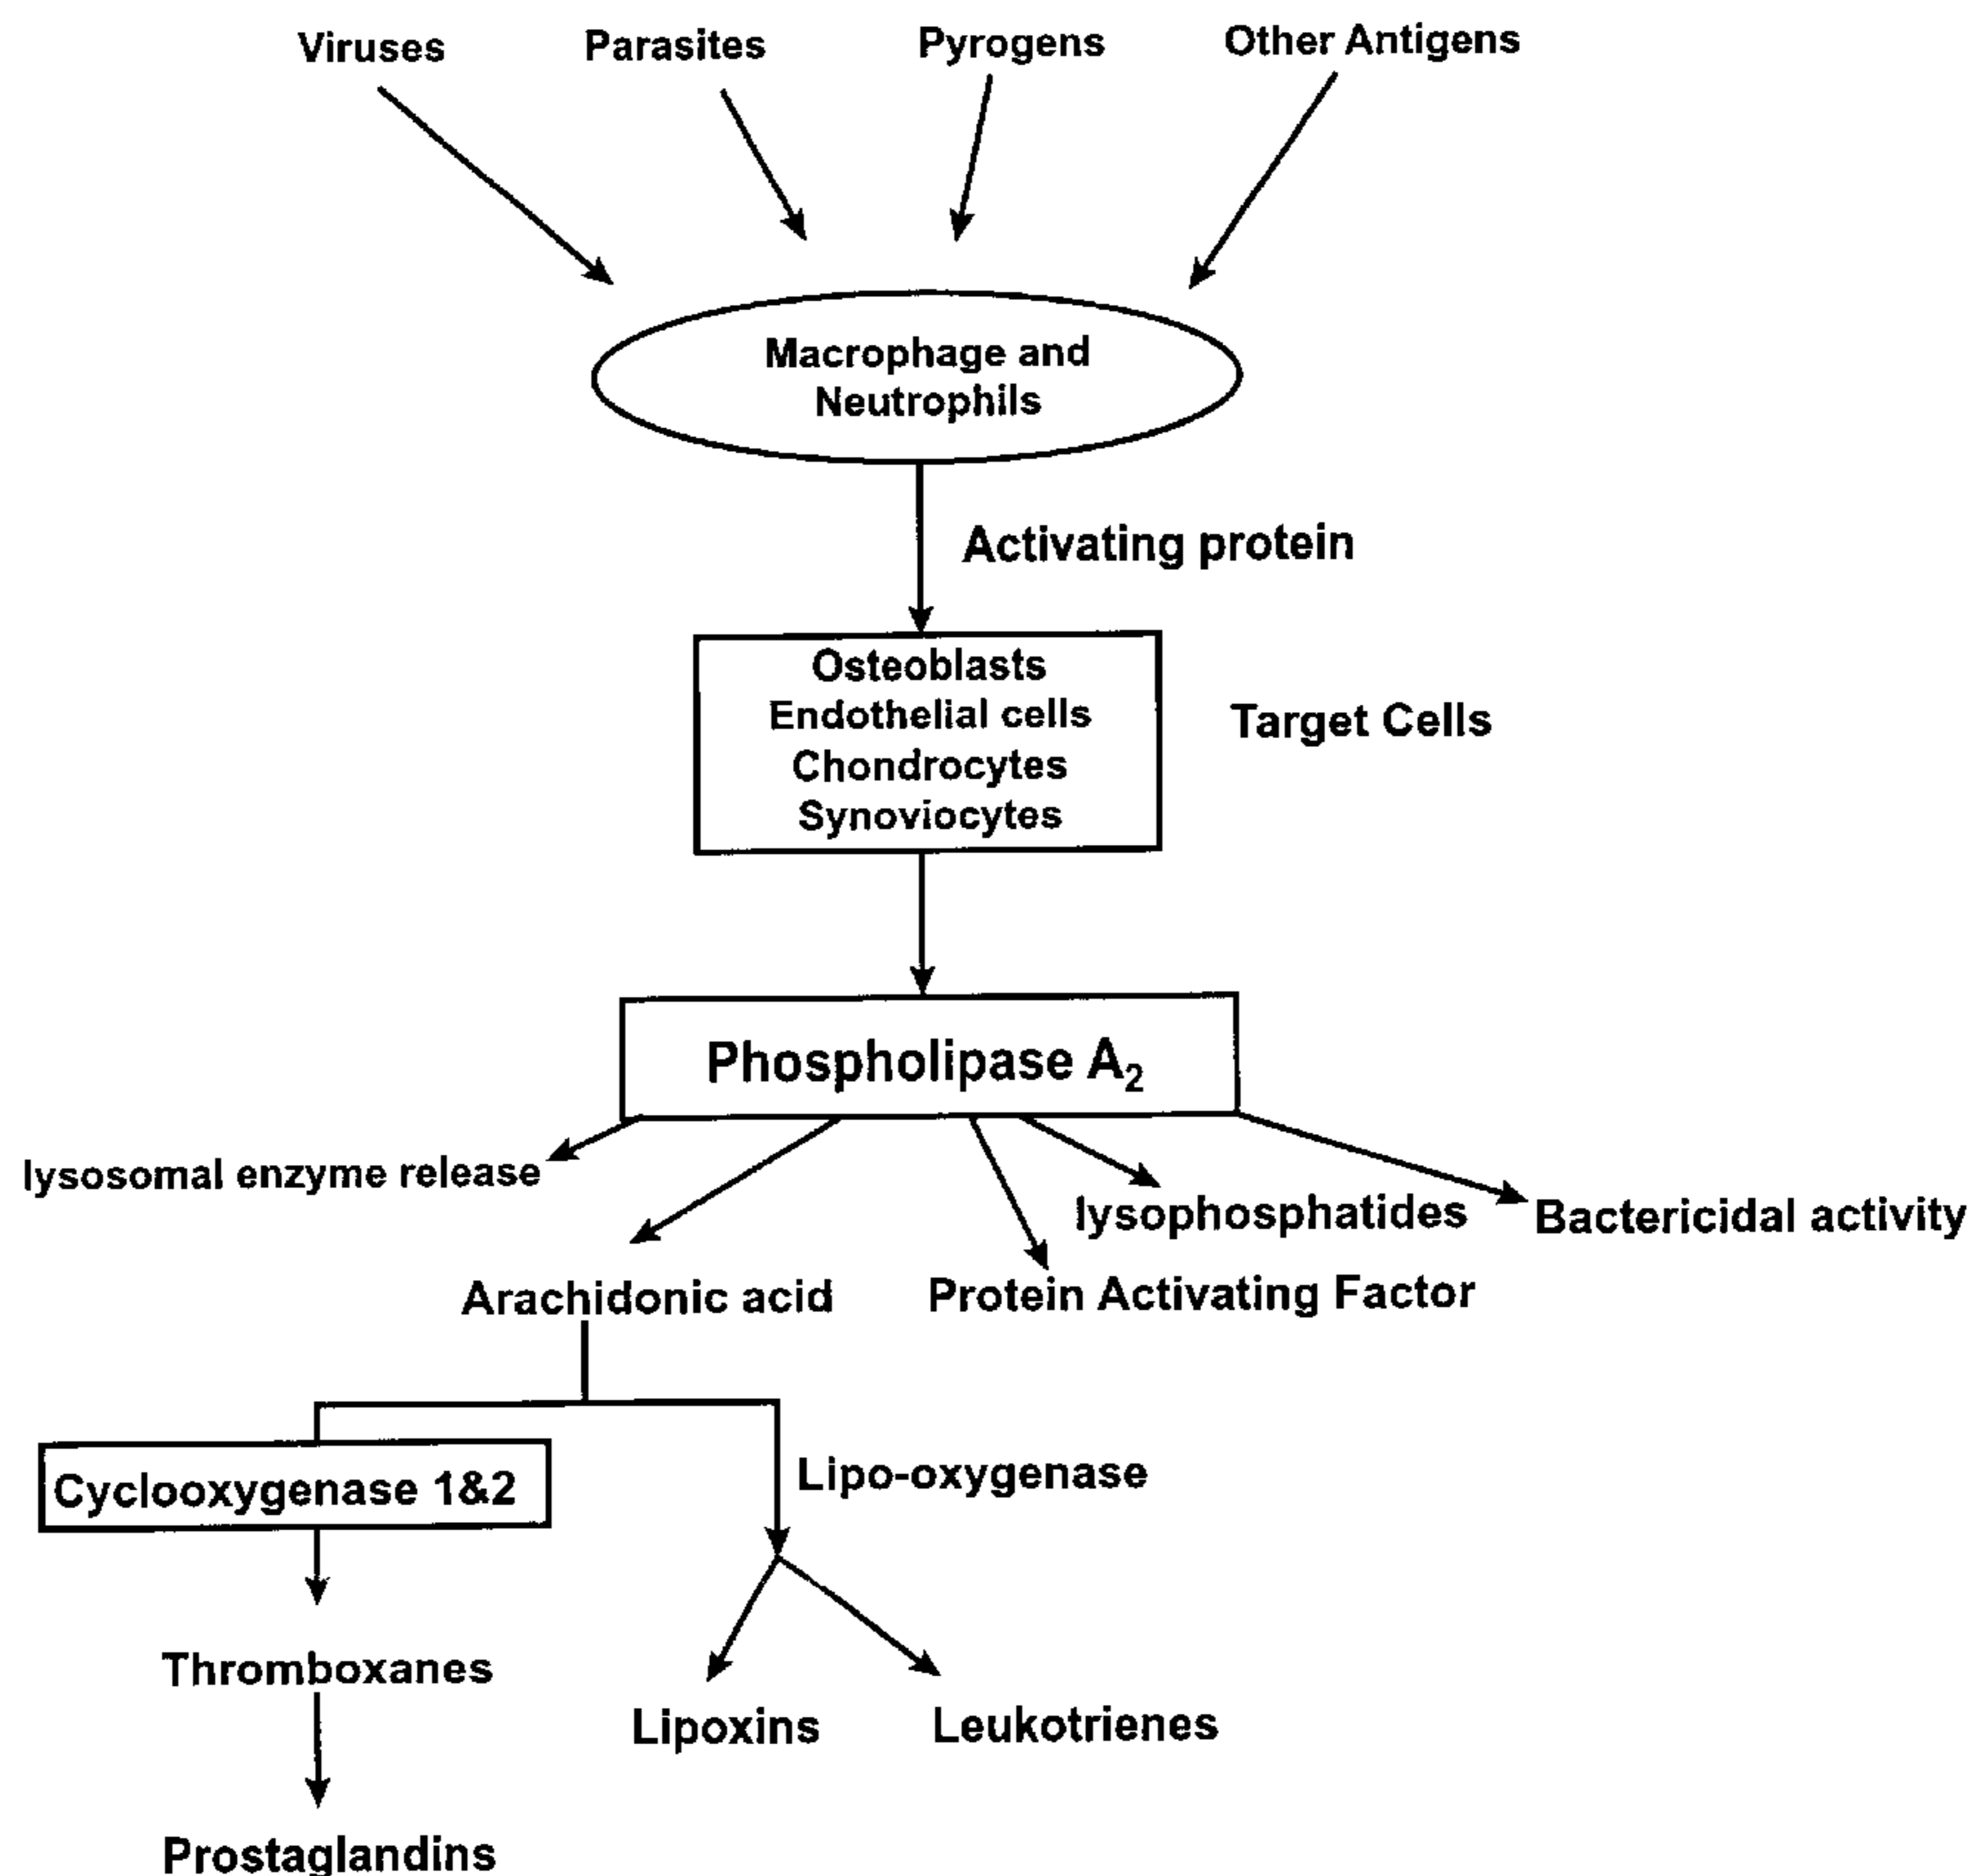 Viruses
Parasites
Pyrogens
Other Antigens
Macrophage and
Neutrophils
Activating protein
Osteoblasts
Endothelial cells
Chondrocytes
Synoviocytes
Target Cells
Phospholipase A₂
lysosomal enzyme release
lysophosphatides
Bactericidal activity
Arachidonic acid
Protein Activating Factor
Cyclooxygenase 1&2
Lipo-oxygenase
Thromboxanes
Lipoxins
Leukotrienes
Prostaglandins